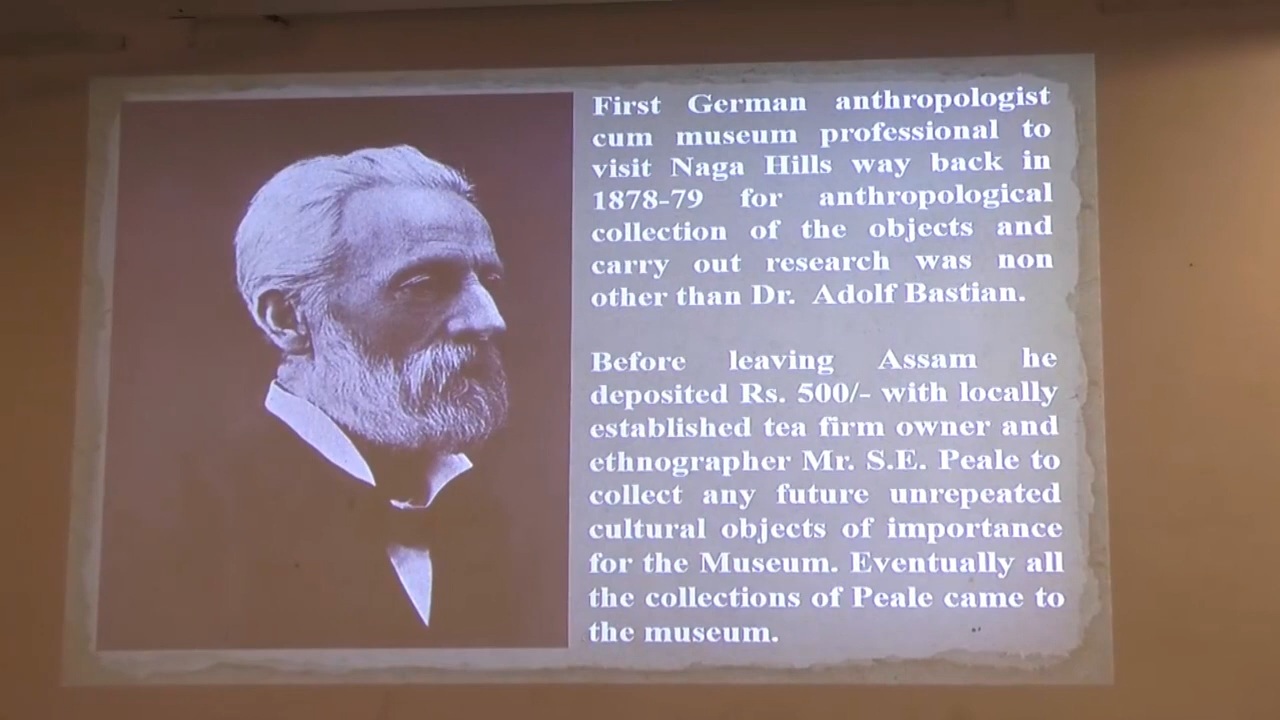 First German anthropologist
cum museum professional to
visit Naga Hills way back in
1878-79 for anthropological
collection of the objects and
carry out research was non
other than Dr. Adolf Bastian.
Before leaving Assam he
deposited Rs. 500/- with locally
established tea firm owner and
ethnographer Mr. S.E. Peale to
collect any future unrepeated
cultural objects of importance
for the Museum. Eventually all
the collections of Peale came to
the museum.